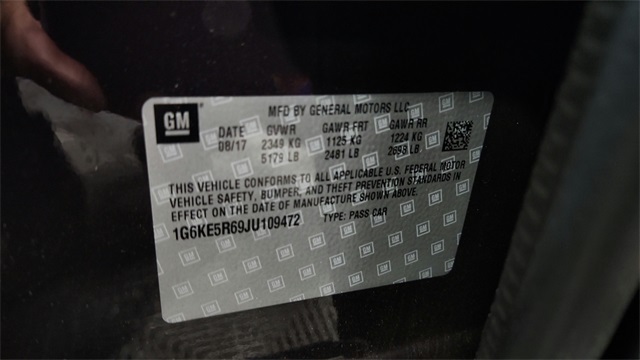 GM
MFD BY GENERAL MOTORS LLC
DATE GVWR GAWR FRT GAWR RR
08/17 2349 KG 1125 KG 1224 KG
5179 LB 2481 LB 2698 LB
THIS VEHICLE CONFORMS TO ALL APPLICABLE U.S. FEDERAL MOTOR
VEHICLE SAFETY, BUMPER, AND THEFT PREVENTION STANDARDS IN
EFFECT ON THE DATE OF MANUFACTURE SHOWN ABOVE.
1G6KE5R69JU109472 TYPE: PASS CAR